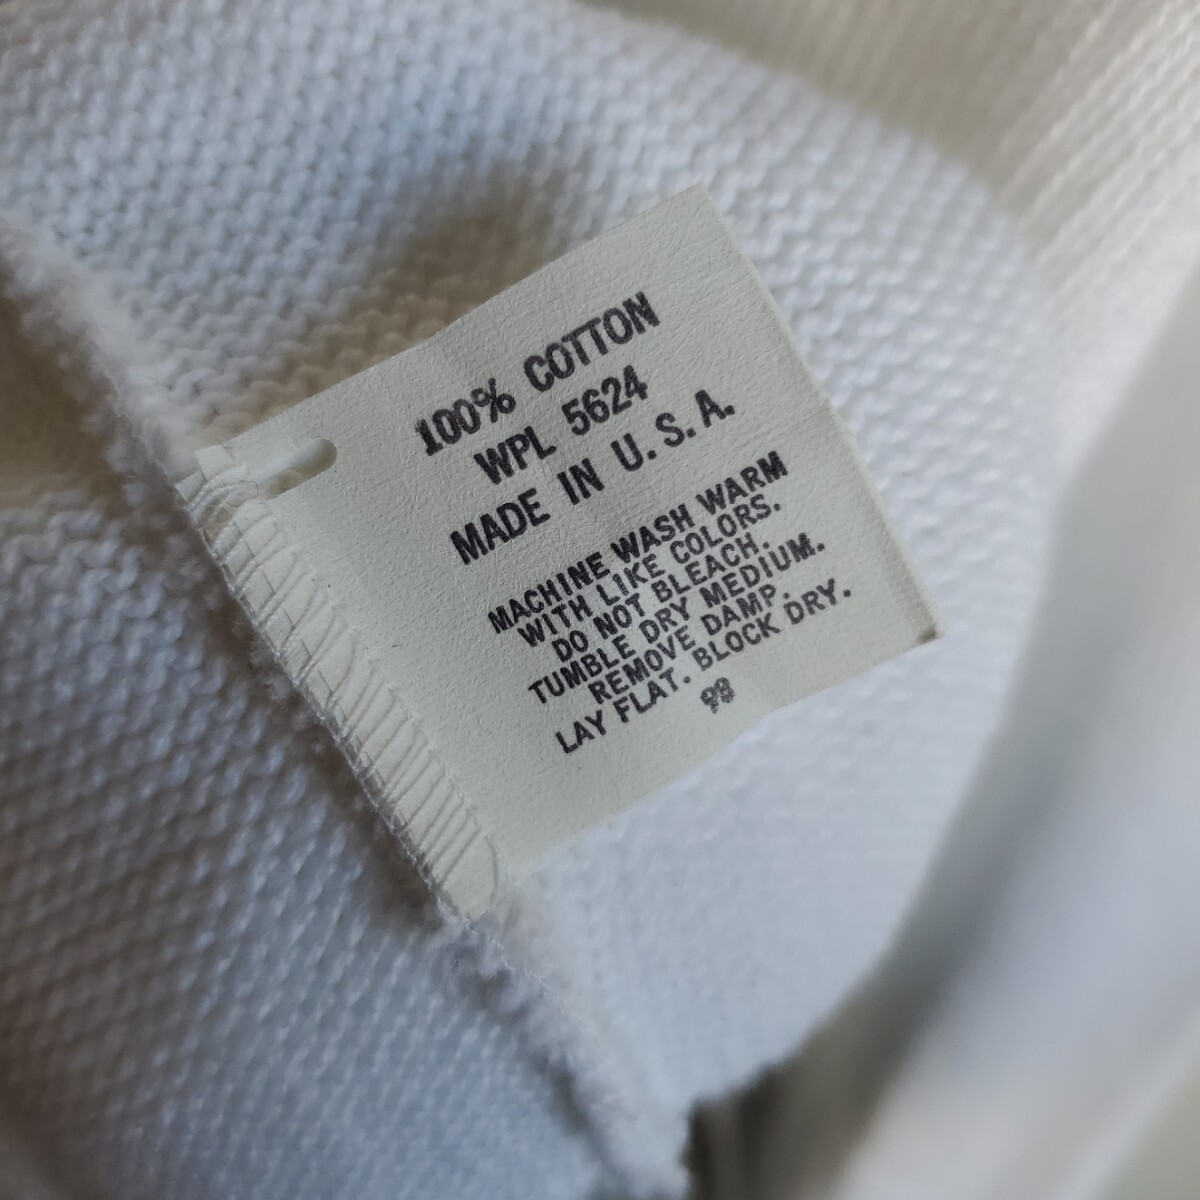 100% COTTON
WPL 5624
MADE IN U.S.A.
MACHINE WASH WARM
WITH LIKE COLORS.
DO NOT BLEACH.
TUMBLE DRY MEDIUM.
REMOVE DAMP.
LAY FLAT. BLOCK DRY.